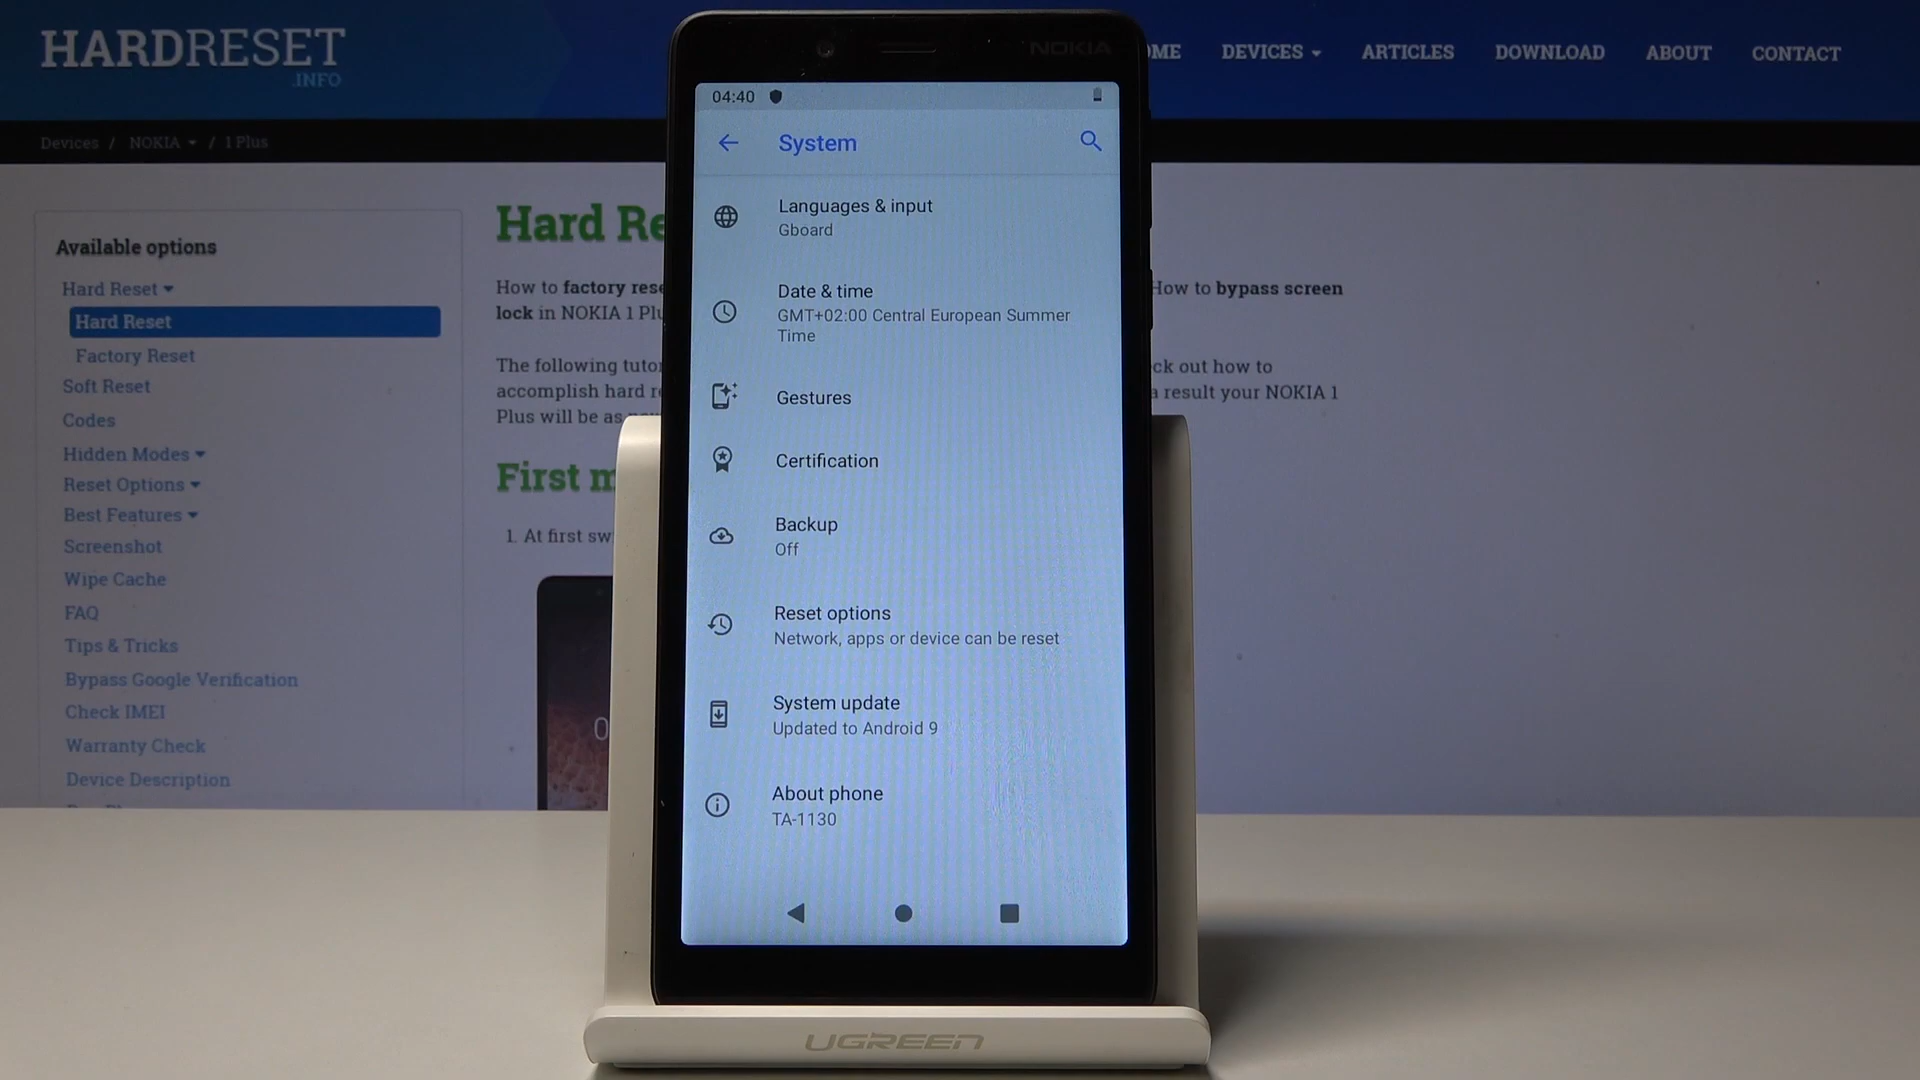 HARDRESET
.INFO
DEVICES
ARTICLES
DOWNLOAD
ABOUT
CONTACT
Devices / NOKIA / 1 Plus
Available options
Hard Reset
Hard Reset
Factory Reset
Soft Reset
Codes
Hidden Modes
Reset Options
Best Features
Screenshot
Wipe Cache
FAQ
Tips & Tricks
Bypass Google Verification
Check IMEI
Warranty Check
Device Description
Hard Re
How to factory rese
How to bypass screen
lock in NOKIA 1 Plu
The following tutor
ck out how to
accomplish hard re
a result your NOKIA 1
Plus will be as
First m
1. At first sw
NOKIA
04:40
System
Languages & input
Gboard
Date & time
GMT+02:00 Central European Summer
Time
Gestures
Certification
Backup
Off
Reset options
Network, apps or device can be reset
System update
Updated to Android 9
About phone
TA-1130
UGREEN